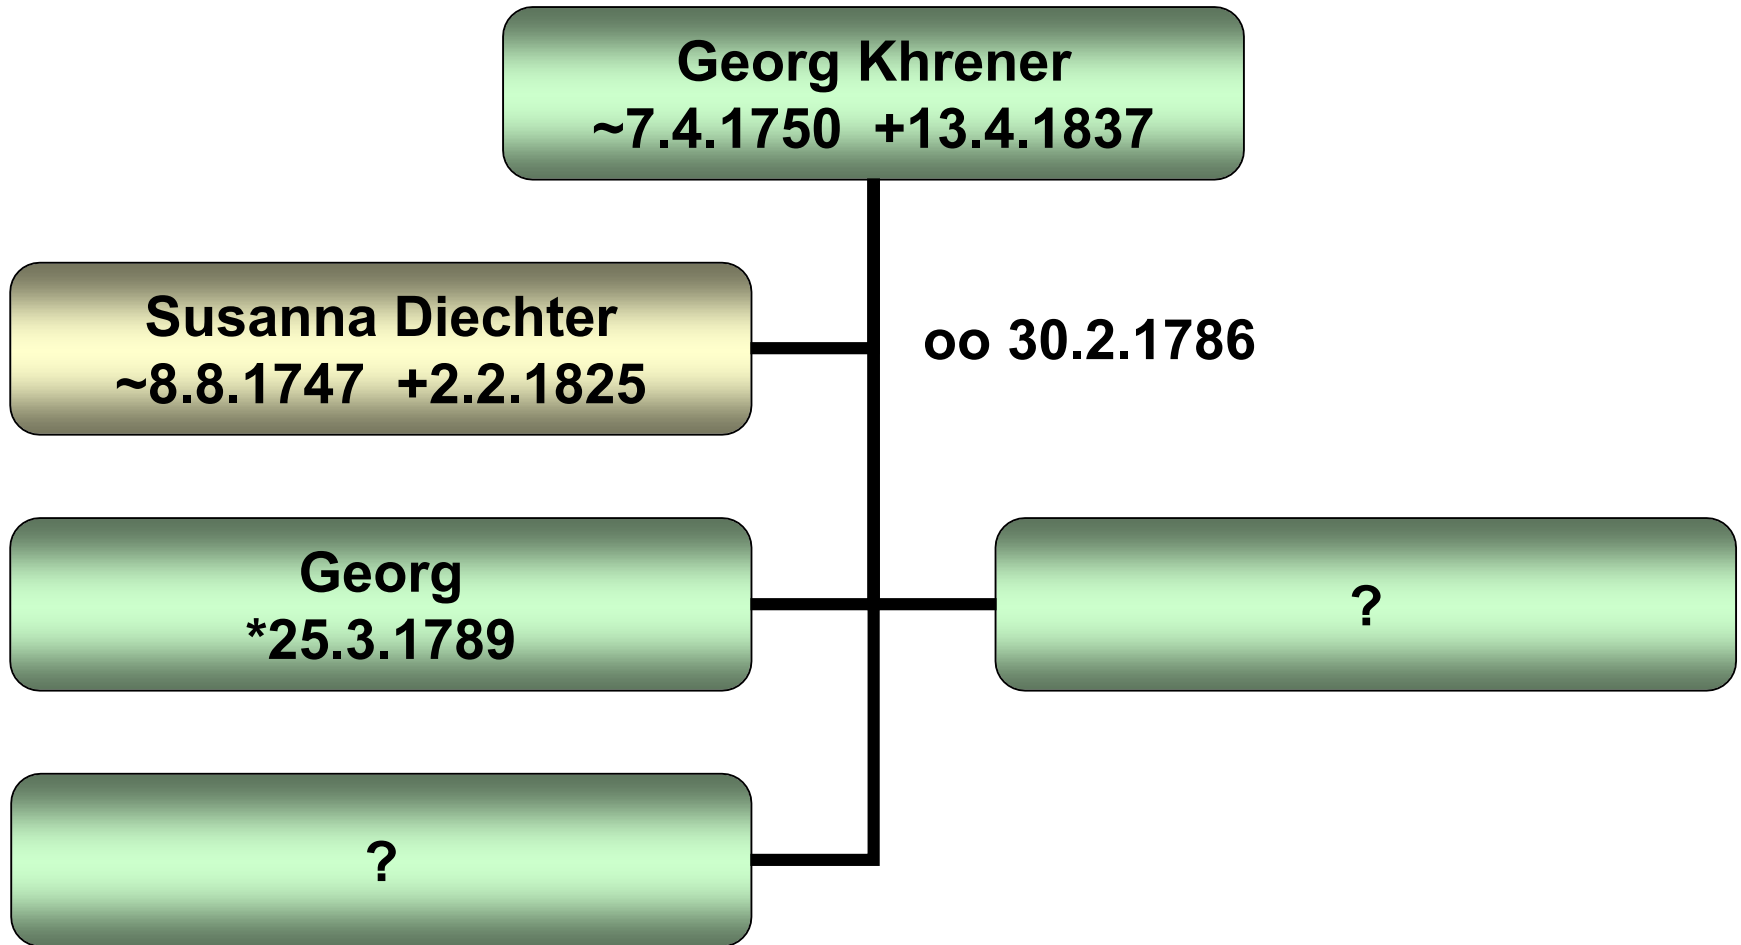 Georg Khrener
~7.4.1750 +13.4.1837
Susanna Diechter
~8.8.1747 +2.2.1825
oo 30.2.1786
Georg
*25.3.1789
?
?